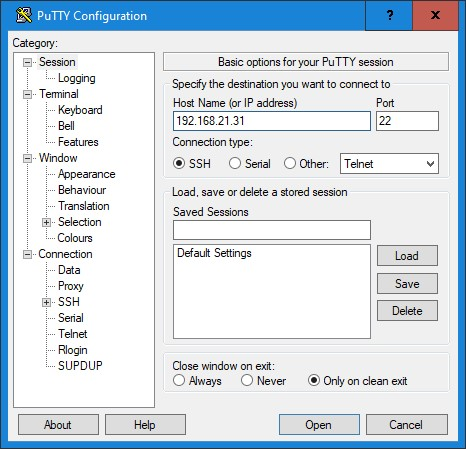 PuTTY Configuration
? X
Category:
Session
Logging
Terminal
Keyboard
Bell
Features
Window
Appearance
Behaviour
Translation
Selection
Colours
Connection
Data
Proxy
SSH
Serial
Telnet
Rlogin
SUPDUP
Basic options for your PuTTY session
Specify the destination you want to connect to
Host Name (or IP address) Port
192.168.21.31 22
Connection type:
SSH Serial Other: Telnet
Load, save or delete a stored session
Saved Sessions
Default Settings
Load
Save
Delete
Close window on exit:
Always Never Only on clean exit
About Help Open Cancel